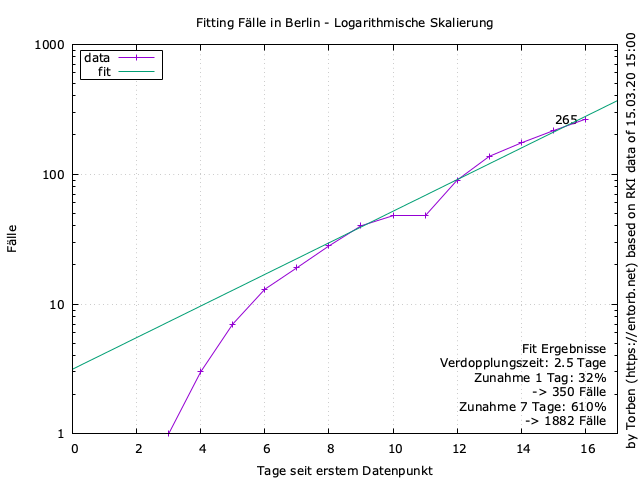 Fitting Fälle in Berlin - Logarithmische Skalierung
1000
100
10
1
data
fit
265
Fälle
Fit Ergebnisse
Verdopplungszeit: 2.5 Tage
Zunahme 1 Tag: 32%
-> 350 Fälle
Zunahme 7 Tage: 610%
-> 1882 Fälle
0 2 4 6 8 10 12 14 16
Tage seit erstem Datenpunkt
by Torben (https://entorb.net) based on RKI data of 15.03.20 15:00